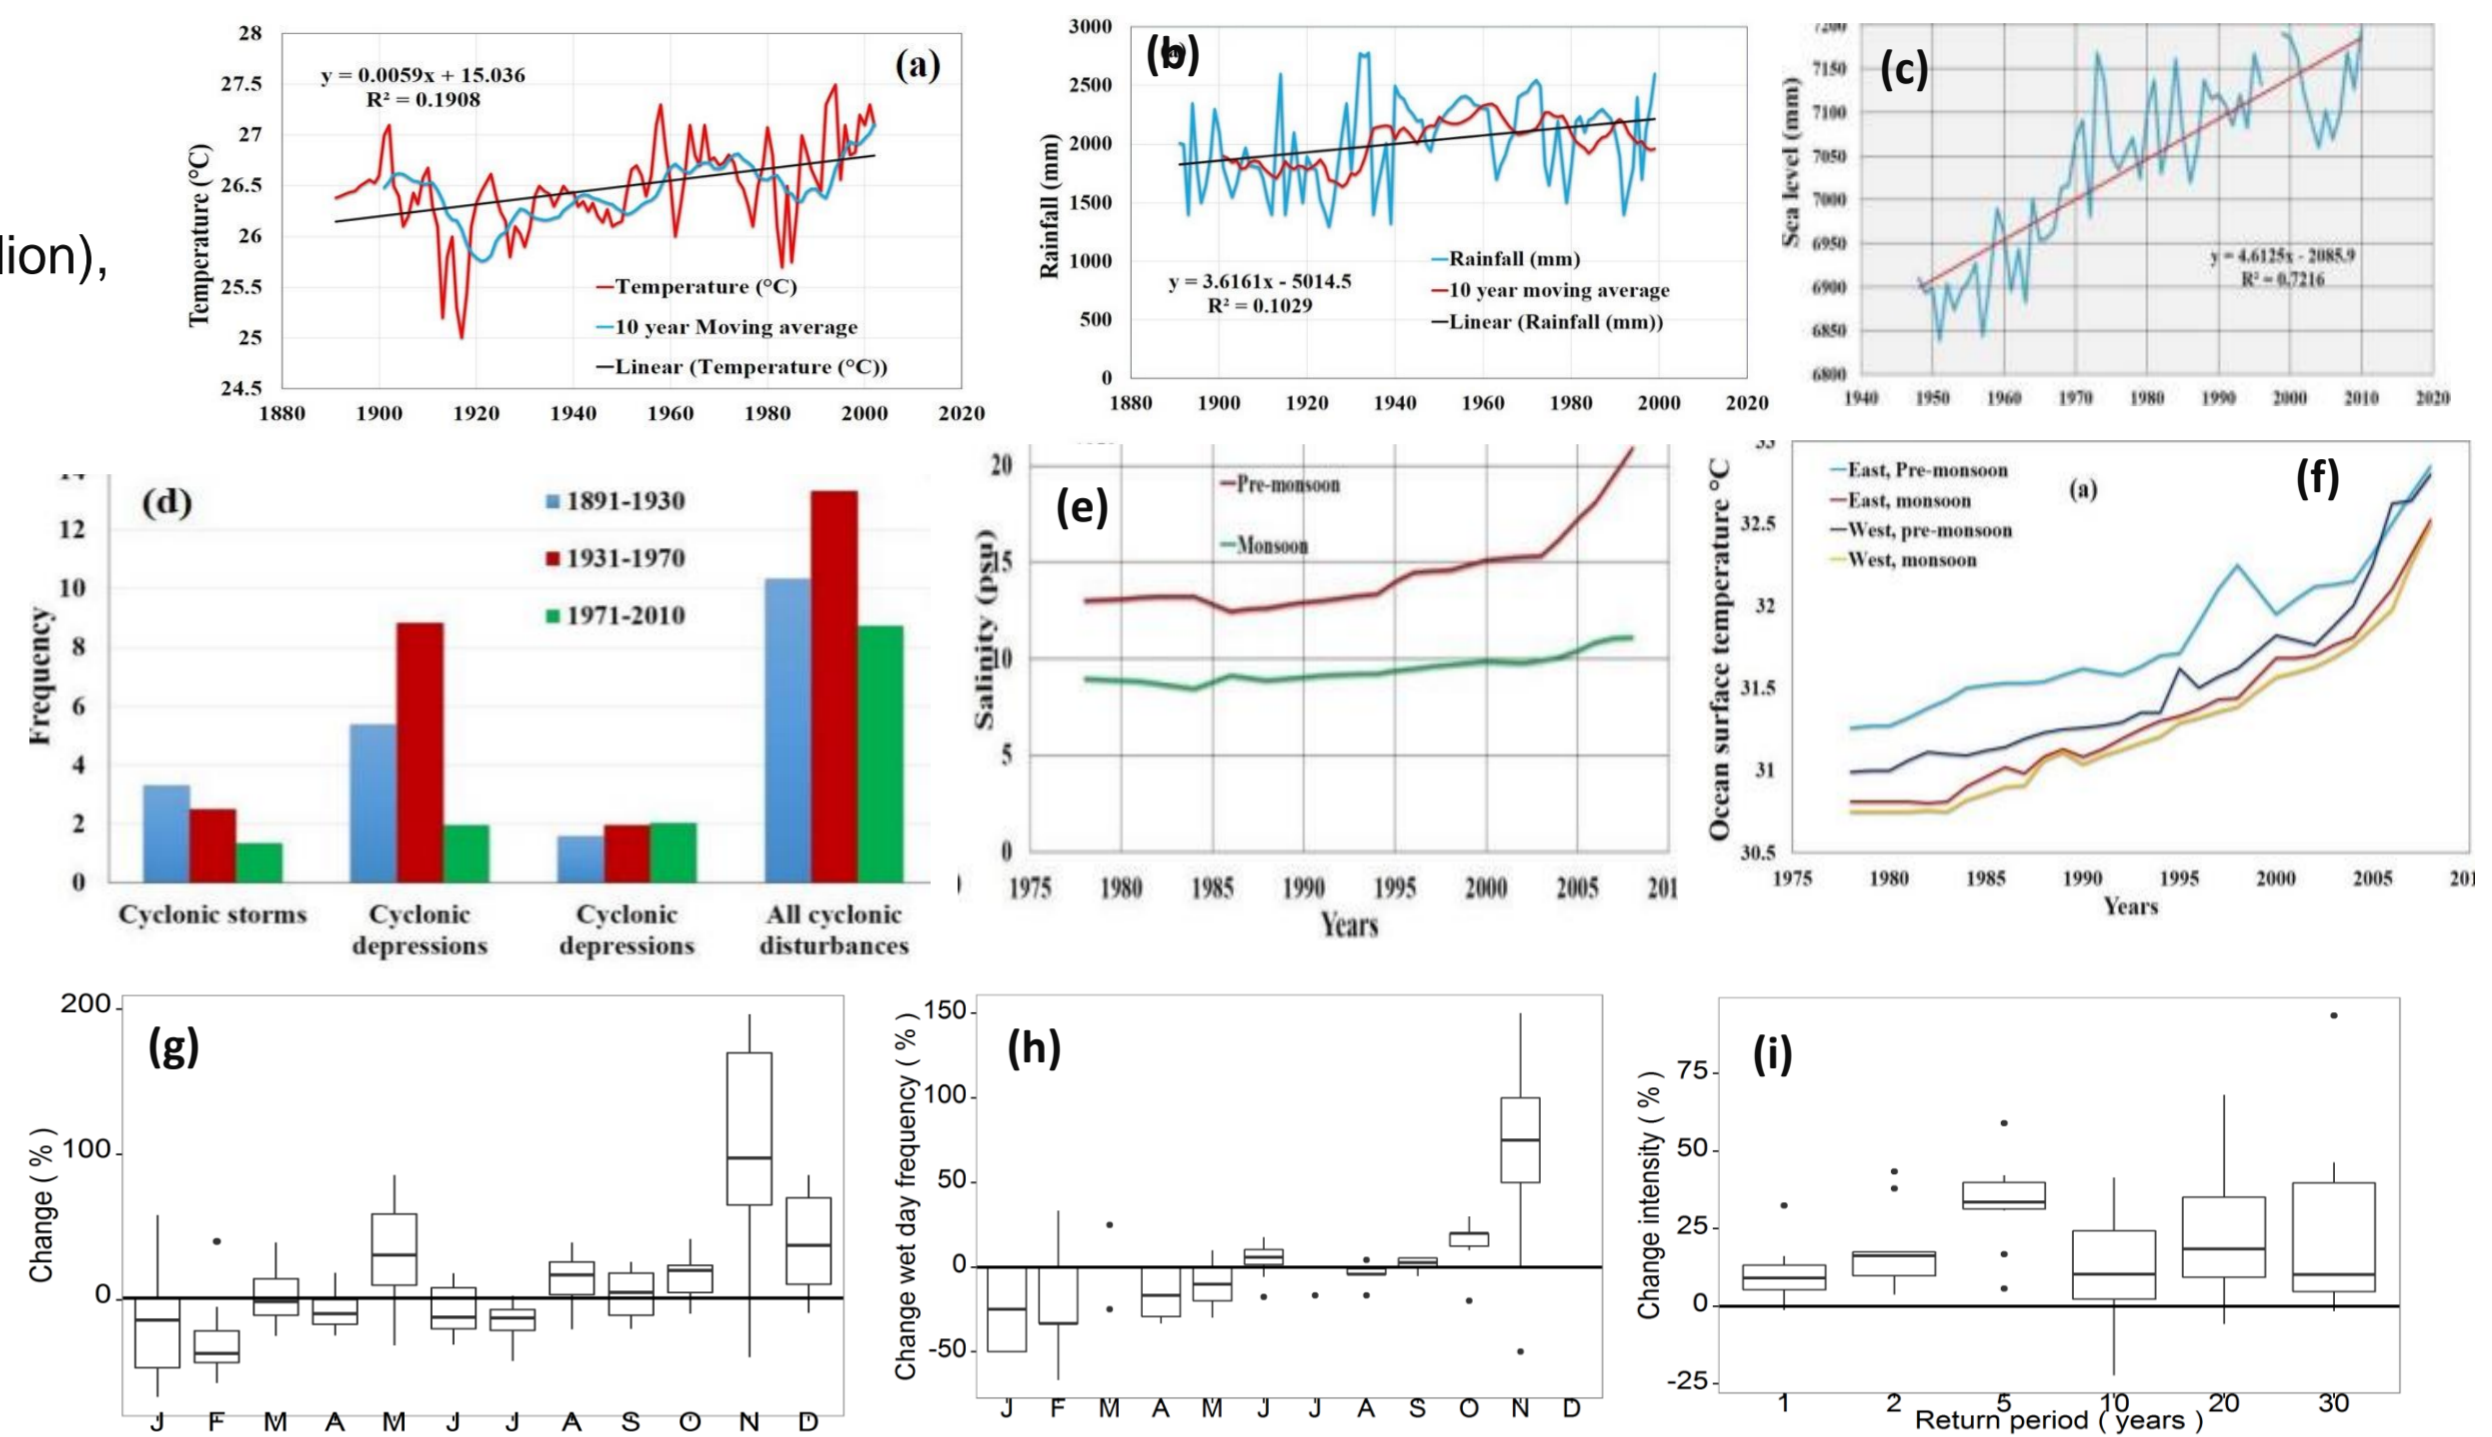 lion),
28
27.5
27
26.5
26
25.5
25
24.5
Temperature (°C)
(a)
y = 0.0059x + 15.036
R² = 0.1908
Temperature (°C)
10 year Moving average
Linear (Temperature (°C))
1880 1900 1920 1940 1960 1980 2000 2020
3000
2500
2000
1500
1000
500
0
Rainfall (mm)
(b)
Rainfall (mm)
10 year moving average
Linear (Rainfall (mm))
y = 3.6161x - 5014.5
R² = 0.1029
1880 1900 1920 1940 1960 1980 2000 2020
7200
7150
7100
7050
7000
6950
6900
6850
6800
Sea level (mm)
(c)
y = 4.6125x - 2085.9
R² = 0.7216
1940 1950 1960 1970 1980 1990 2000 2010 2020
14
12
10
8
6
4
2
0
Frequency
(d)
1891-1930
1931-1970
1971-2010
Cyclonic storms
Cyclonic
depressions
Cyclonic
depressions
All cyclonic
disturbances
20
15
10
5
0
Salinity (psu)
(e)
Pre-monsoon
Monsoon
1975 1980 1985 1990 1995 2000 2005 201
Years
33
32.5
32
31.5
31
30.5
Ocean surface temperature °C
East, Pre-monsoon
East, monsoon
West, pre-monsoon
West, monsoon
(a)
(f)
1975 1980 1985 1990 1995 2000 2005 201
Years
200
100
0
Change ( % )
(g)
J F M A M J J A S O N D
150
100
50
0
-50
Change wet day frequency ( % )
(h)
J F M A M J J A S O N D
75
50
25
0
-25
Change intensity ( % )
(i)
1 2 5 10 20 30
Return period ( years )